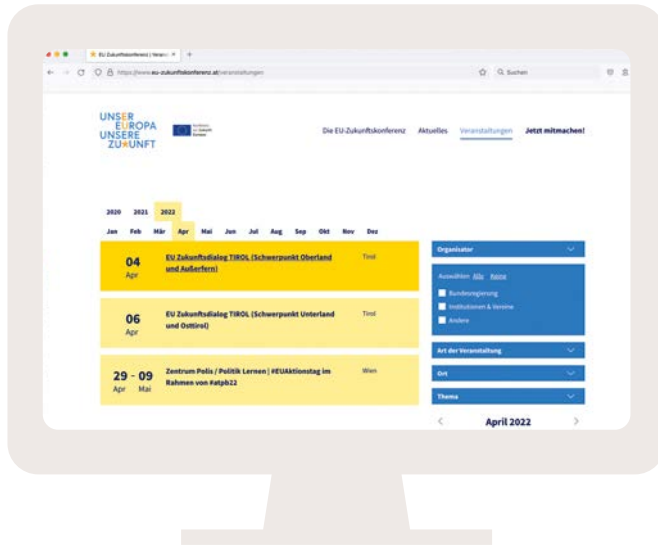 EU Zukunftskonferenz | Veran
https://www.eu-zukunftskonferenz.at/veranstaltungen
Suchen
UNSER
EUROPA
UNSERE
ZUKUNFT
Die EU-Zukunftskonferenz Aktuelles Veranstaltungen Jetzt mitmachen!
2020 2021 2022
Jan Feb Mär Apr Mai Jun Jul Aug Sep Okt Nov Dez
04
Apr
EU Zukunftsdialog TIROL (Schwerpunkt Oberland
und Außerfern)
Tirol
06
Apr
EU Zukunftsdialog TIROL (Schwerpunkt Unterland
und Osttirol)
Tirol
29 - 09
Apr Mai
Zentrum Polis / Politik Lernen | #EUAktionstag im
Rahmen von #atpb22
Wien
Organisator
Auswählen Alle Keine
Bundesregierung
Institutionen & Vereine
Andere
Art der Veranstaltung
Ort
Thema
April 2022